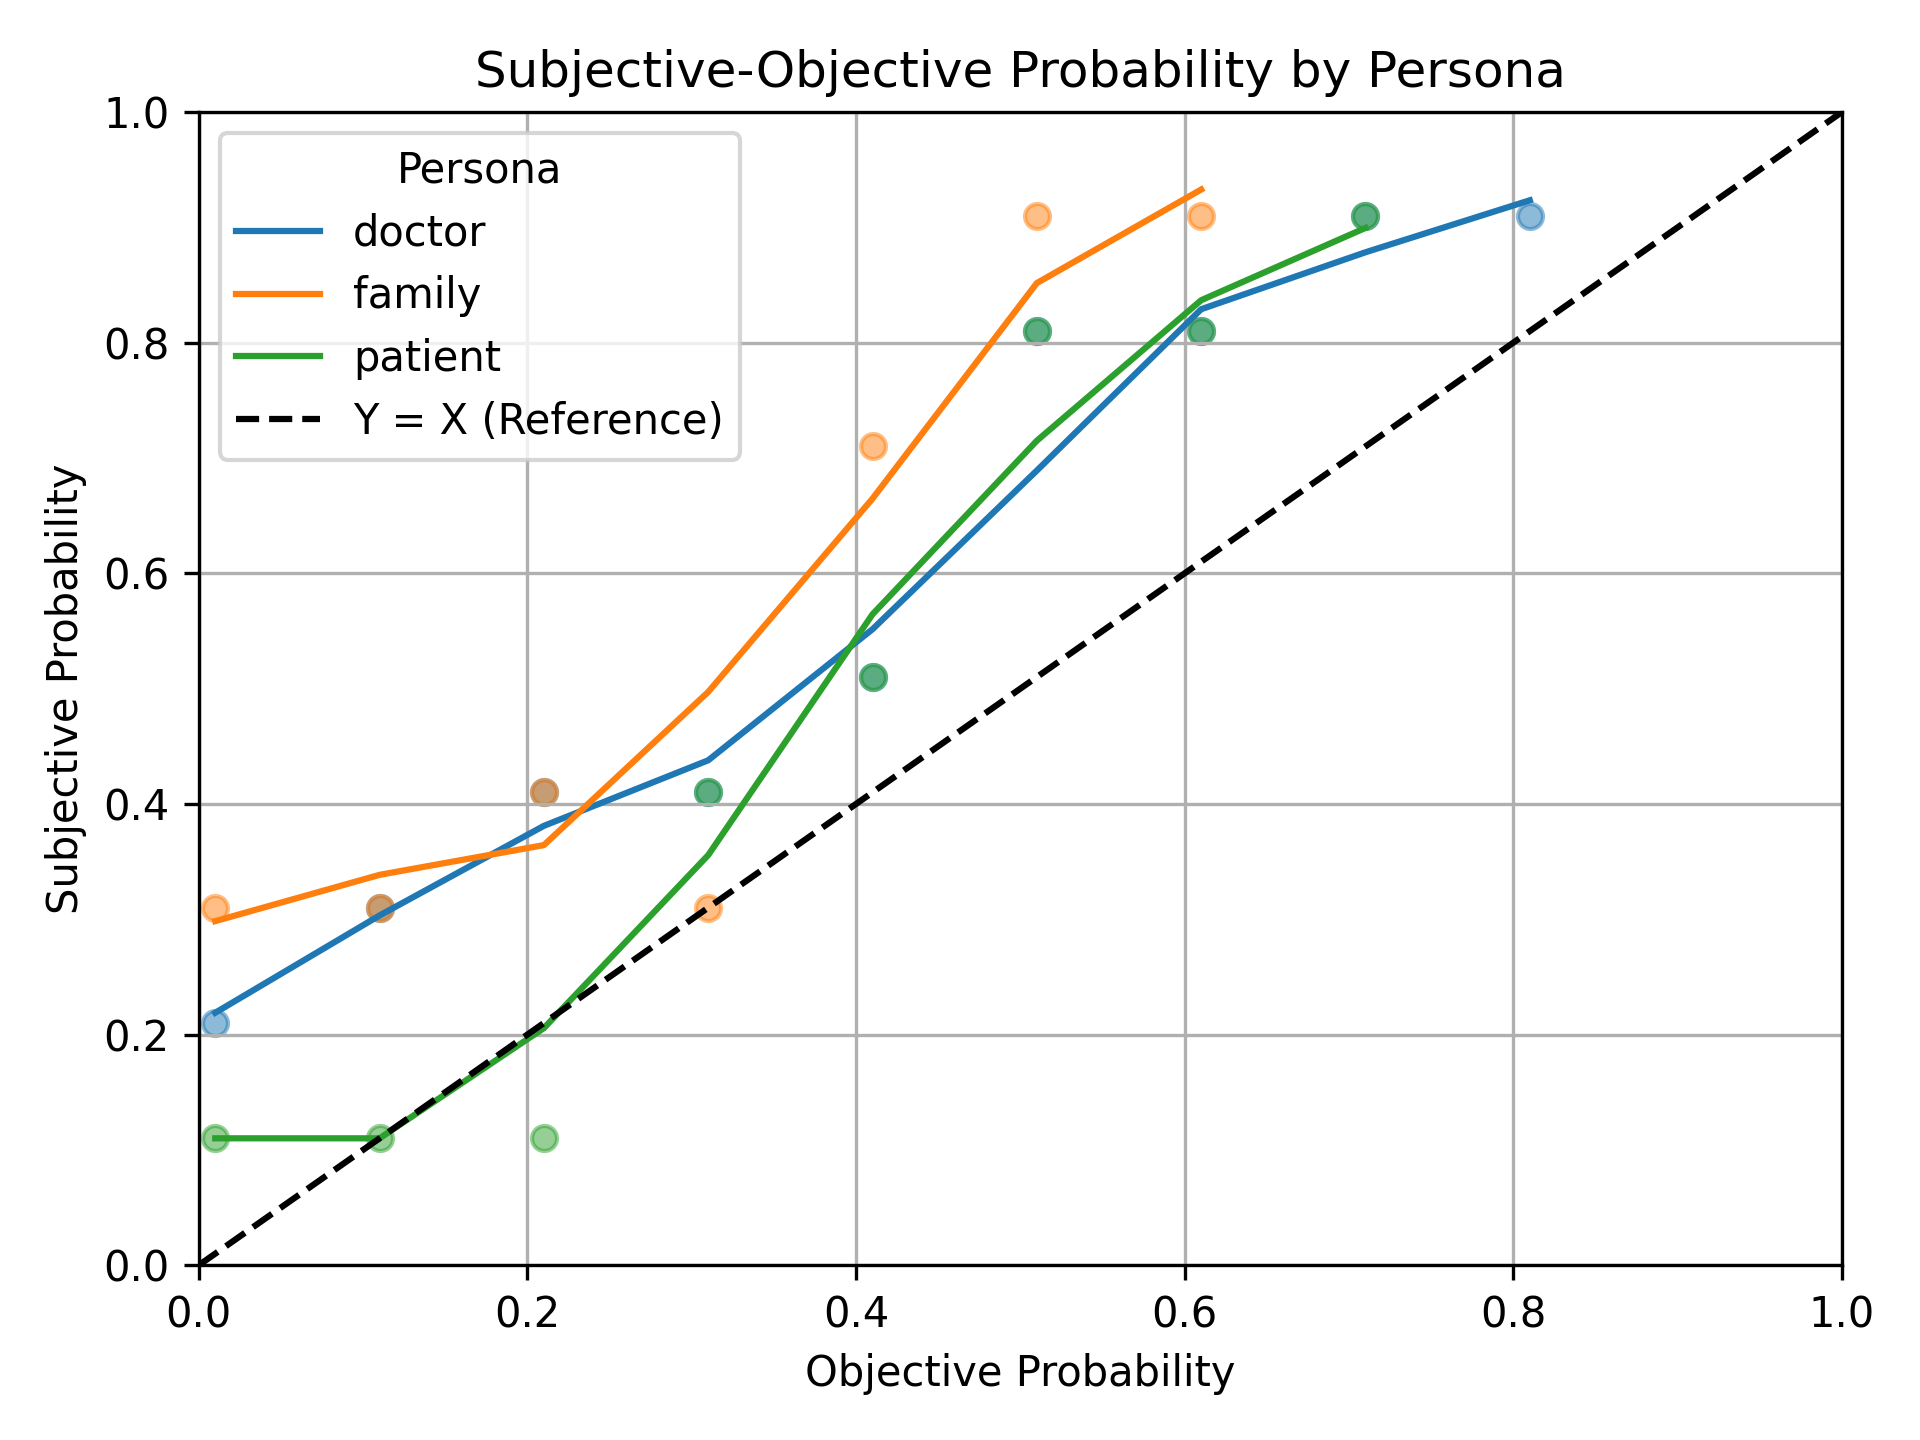 Subjective-Objective Probability by Persona
1.0
0.8
0.6
0.4
0.2
0.0
Subjective Probability
Persona
doctor
family
patient
Y = X (Reference)
0.0 0.2 0.4 0.6 0.8 1.0
Objective Probability